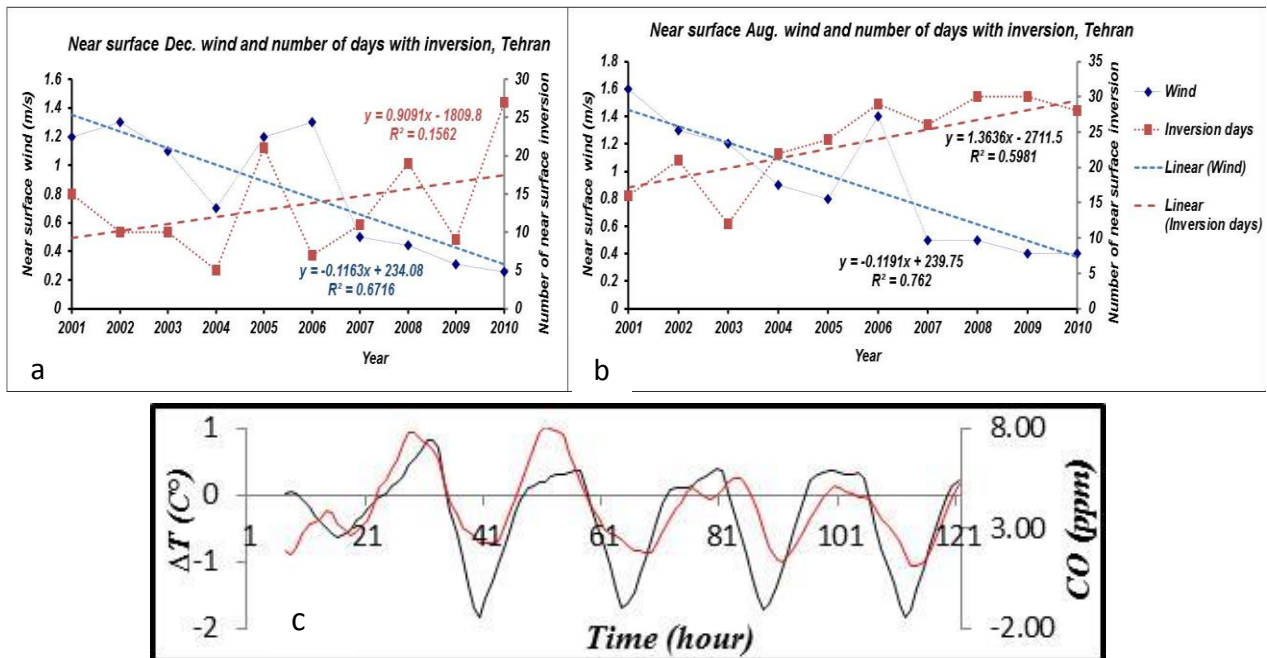 Near surface Dec. wind and number of days with inversion, Tehran
Near surface wind (m/s)
1.6
1.4
1.2
1
0.8
0.6
0.4
0.2
0
30
25
20
15
10
5
0
Number of near surface inversion
y = 0.9091x - 1809.8
R² = 0.1562
y = -0.1163x + 234.08
R² = 0.6716
2001 2002 2003 2004 2005 2006 2007 2008 2009 2010
Year
a
Near surface Aug. wind and number of days with inversion, Tehran
Near surface wind (m/s)
1.8
1.6
1.4
1.2
1
0.8
0.6
0.4
0.2
0
35
30
25
20
15
10
5
0
Number of near surface inversion
y = 1.3636x - 2711.5
R² = 0.5981
y = -0.1191x + 239.75
R² = 0.762
2001 2002 2003 2004 2005 2006 2007 2008 2009 2010
Year
b
Wind
Inversion days
Linear (Wind)
Linear
(Inversion days)
ΔT (C°)
1
0
-1
-2
1 21 41 61 81 101 121
8.00
3.00
-2.00
CO (ppm)
Time (hour)
c